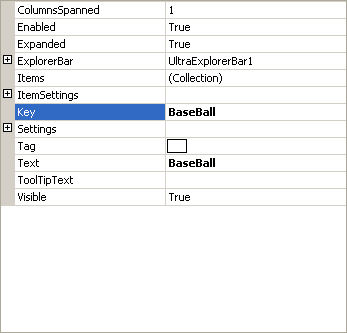 ColumnsSpanned 1
Enabled True
Expanded True
ExplorerBar UltraExplorerBar1
Items (Collection)
ItemSettings
Key BaseBall
Settings
Tag
Text BaseBall
ToolTipText
Visible True